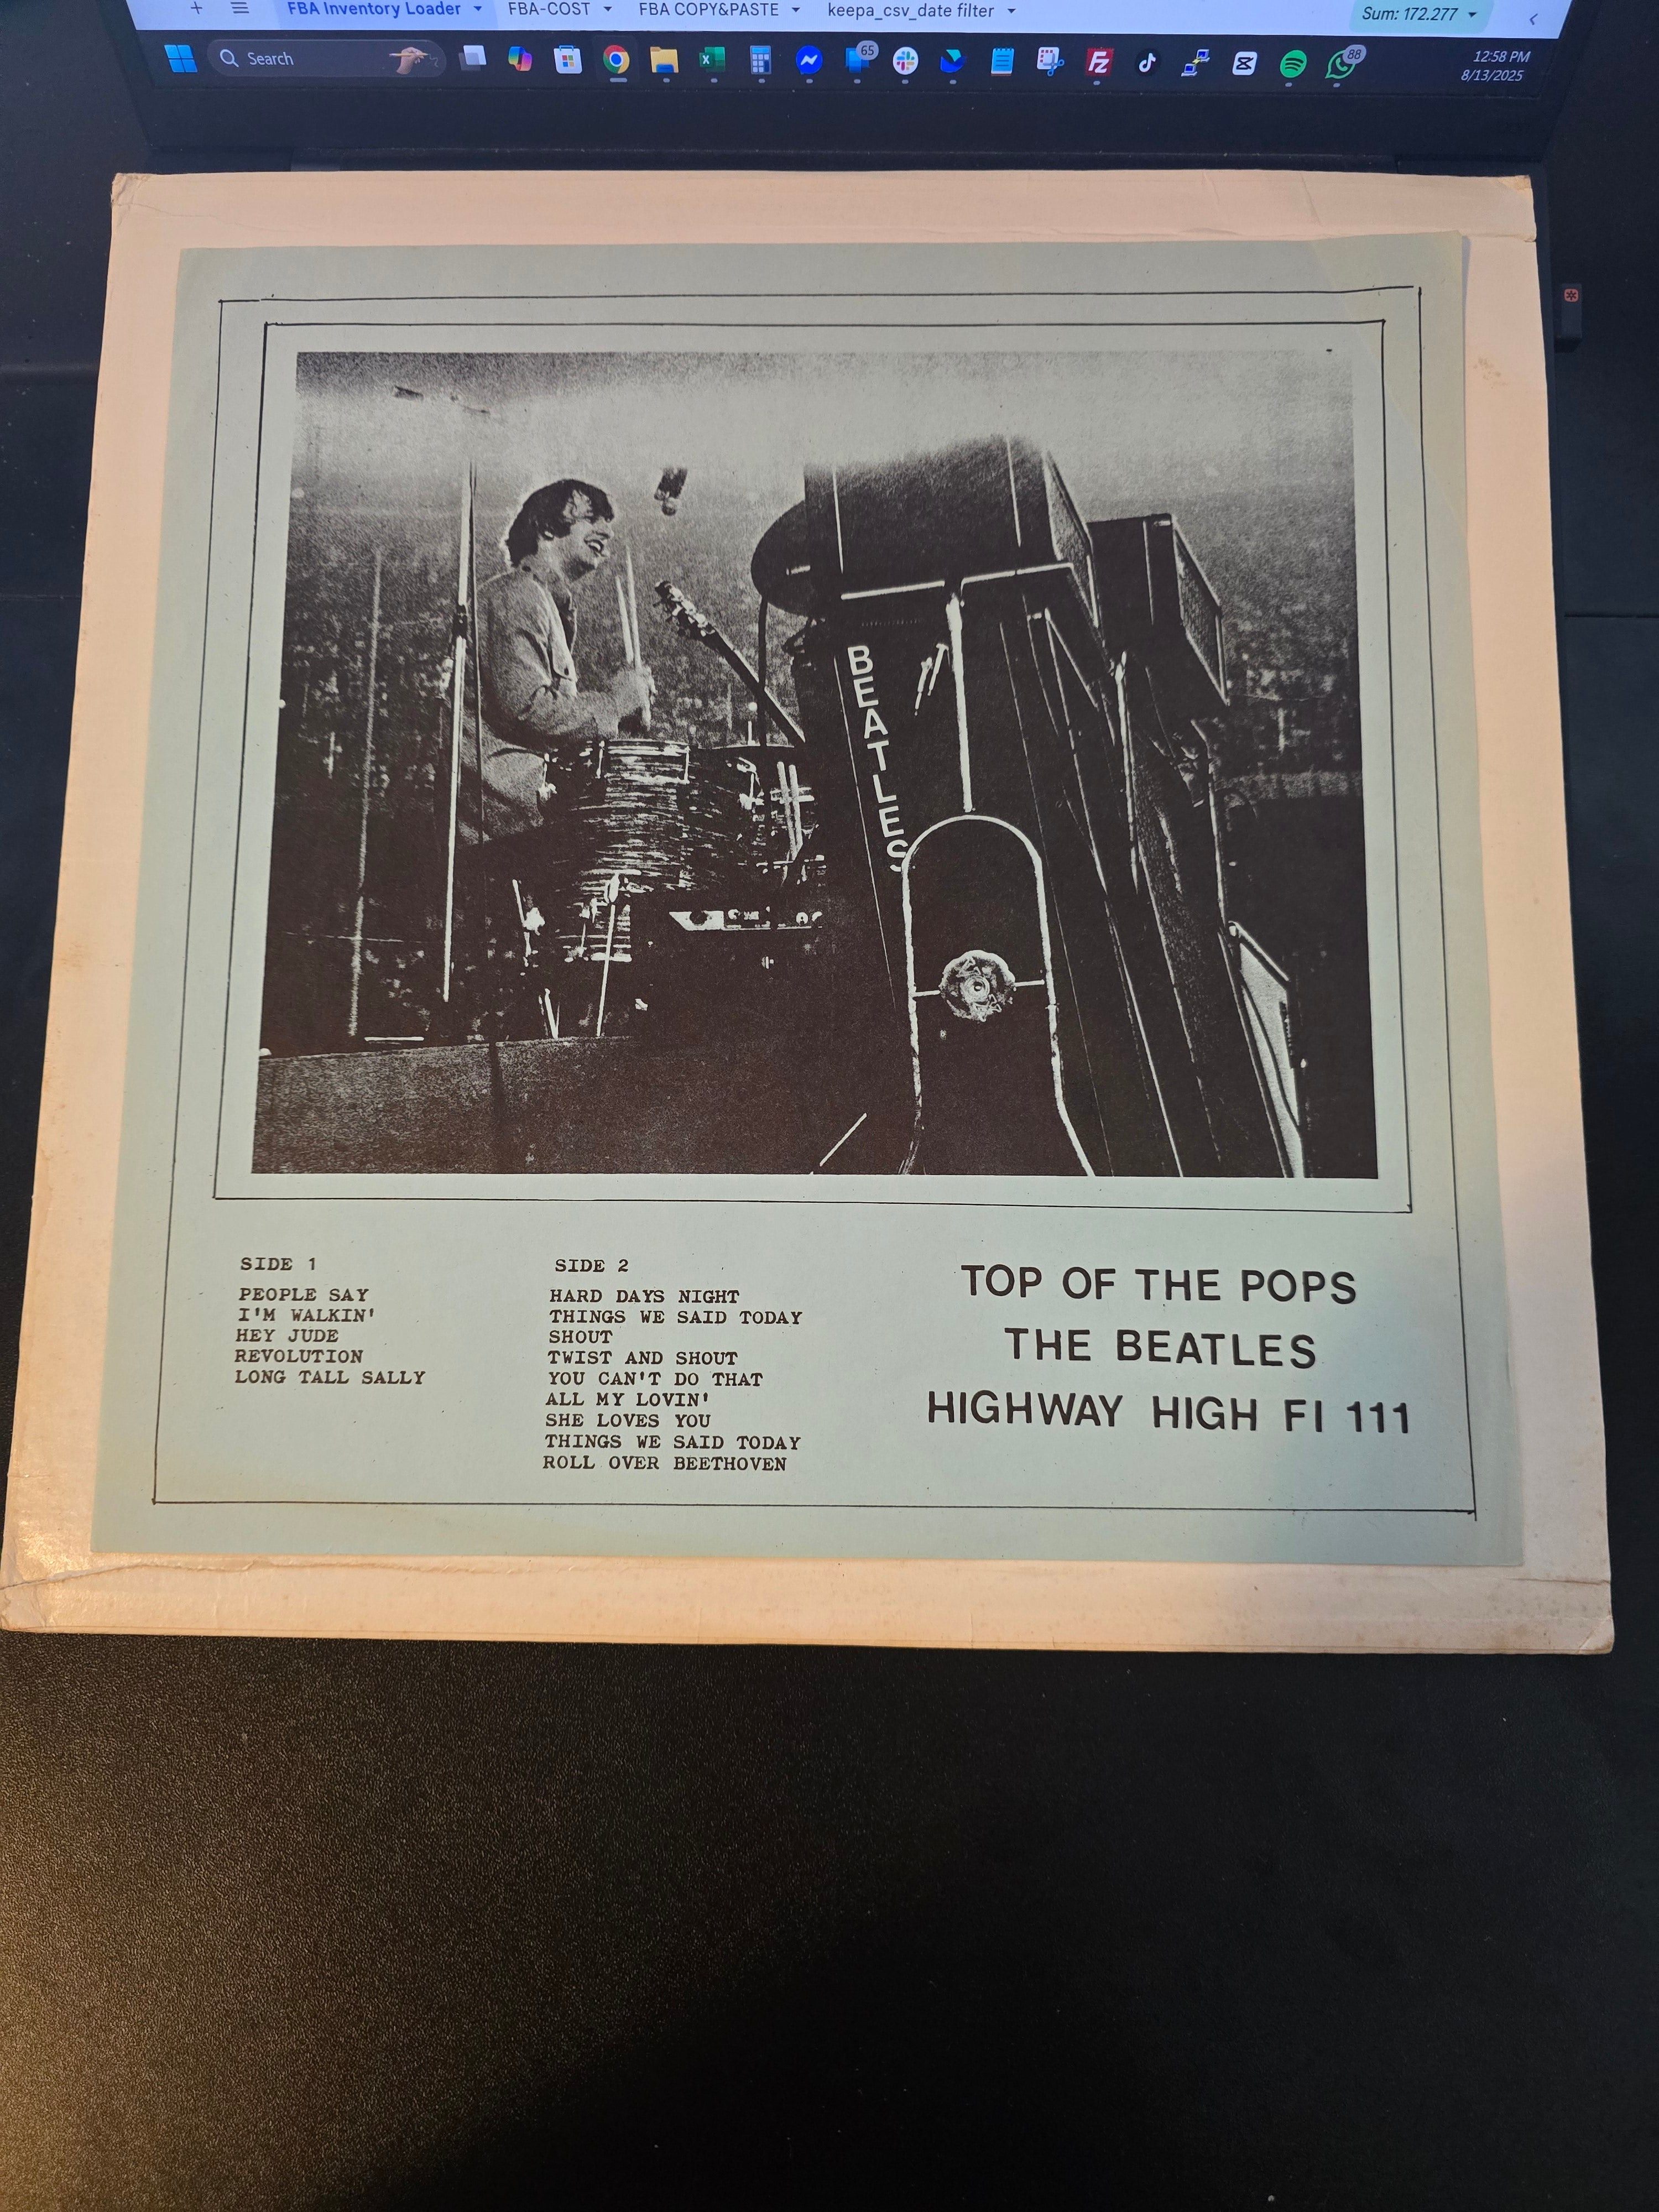 FBA Inventory Loader FBA-COST FBA COPY&PASTE keepa_csv_date filter Sum: 172.277
Search 65 88 12:58 PM
8/13/2025
BEATLES
SIDE 1
PEOPLE SAY
I'M WALKIN'
HEY JUDE
REVOLUTION
LONG TALL SALLY
SIDE 2
HARD DAYS NIGHT
THINGS WE SAID TODAY
SHOUT
TWIST AND SHOUT
YOU CAN'T DO THAT
ALL MY LOVIN'
SHE LOVES YOU
THINGS WE SAID TODAY
ROLL OVER BEETHOVEN
TOP OF THE POPS
THE BEATLES
HIGHWAY HIGH FI 111